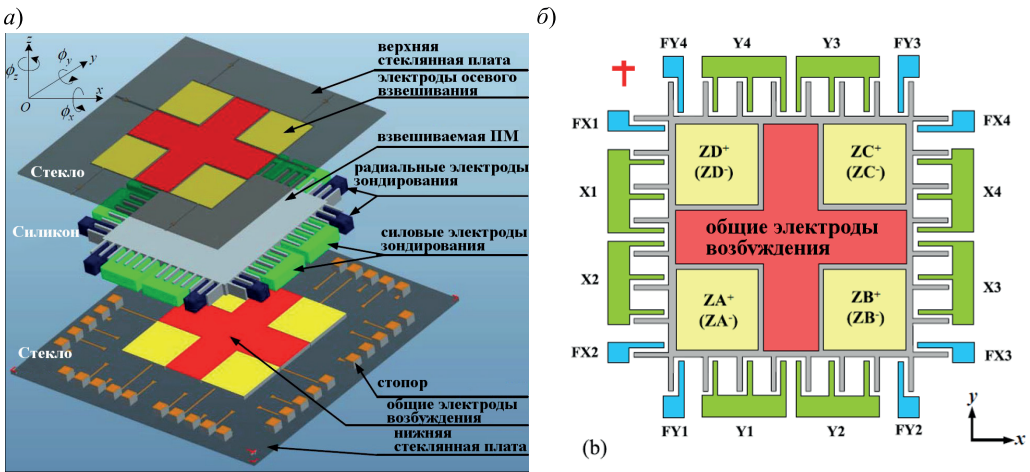 а)
z
ϕz
ϕy
y
O
x
ϕx
верхняя
стеклянная плата
электроды осевого
взвешивания
взвешиваемая ПМ
радиальные электроды
зондирования
Стекло
Силикон
силовые электроды
зондирования
Стекло
стопор
общие электроды
возбуждения
нижняя
стеклянная плата
б)
FY4
Y4
Y3
FY3
FX1
FX4
ZD+
(ZD-)
ZC+
(ZC-)
X1
X4
общие электроды
возбуждения
X2
X3
ZA+
(ZA-)
ZB+
(ZB-)
FX2
FX3
FY1
Y1
Y2
FY2
(b)
y
x